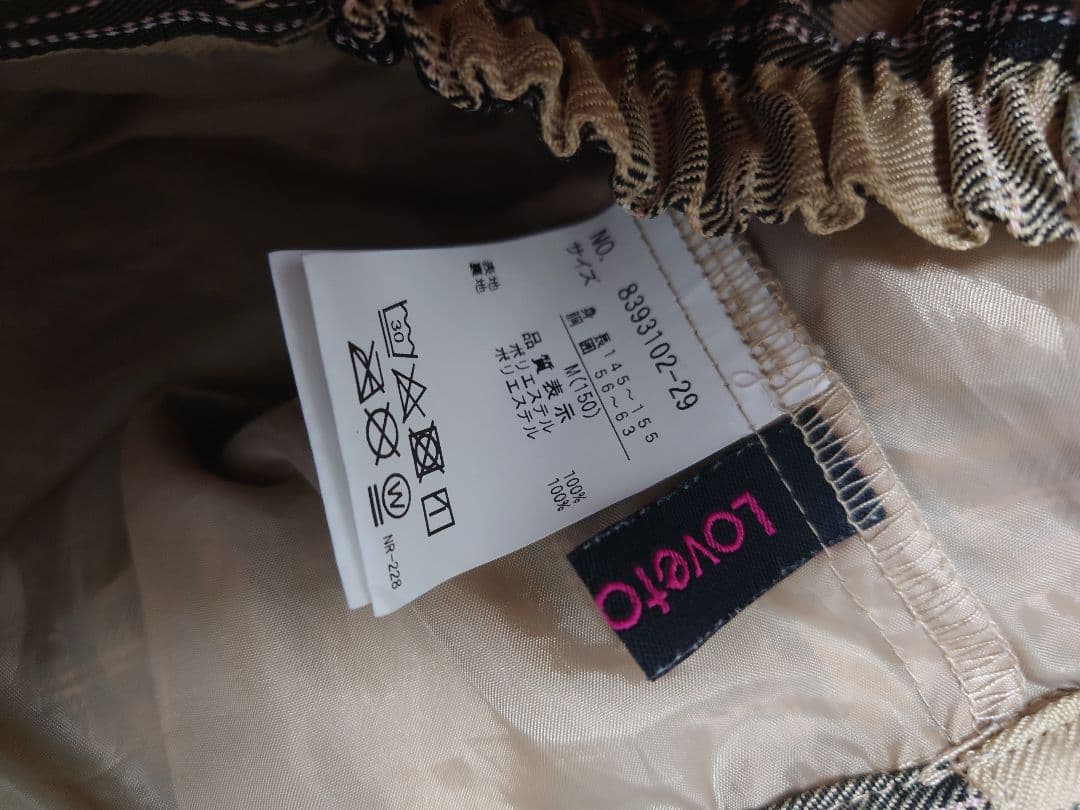 NO. 8393102-29
サイズ
身長 145~155
胴囲 56~63
M(150)
品質表示
表地 ポリエステル 100%
裏地 ポリエステル 100%
30
W
NR-228
Loveto